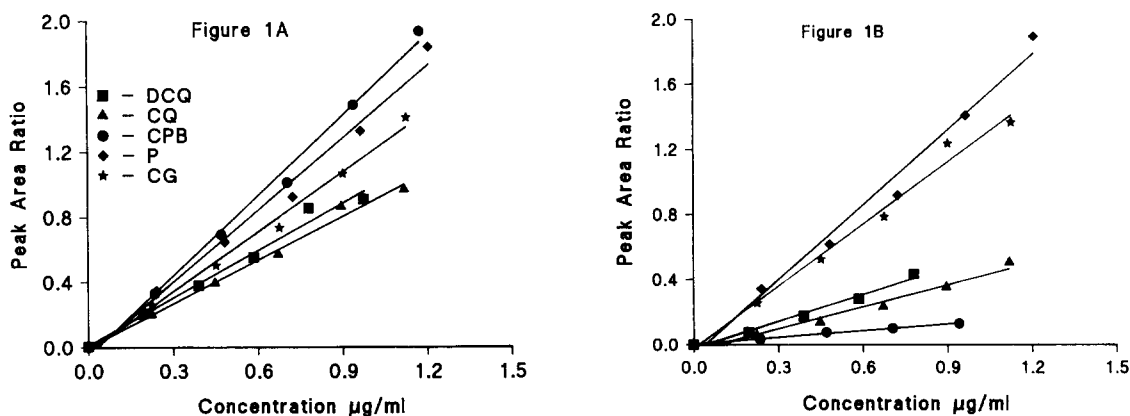 Figure 1A
2.0
1.6
1.2
0.8
0.4
0.0
Peak Area Ratio
- DCQ
- CQ
- CPB
- P
- CG
0.0 0.3 0.6 0.9 1.2 1.5
Concentration µg/ml
Figure 1B
2.0
1.6
1.2
0.8
0.4
0.0
Peak Area Ratio
0.0 0.3 0.6 0.9 1.2 1.5
Concentration µg/ml